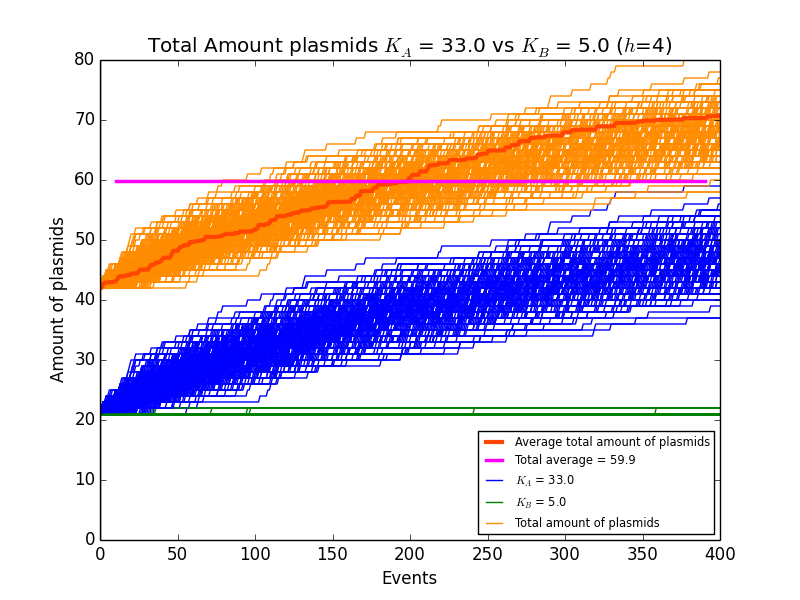 Total Amount plasmids K_A = 33.0 vs K_B = 5.0 (h=4)
80
70
60
50
40
30
20
10
0
Amount of plasmids
Average total amount of plasmids
Total average = 59.9
K_A = 33.0
K_B = 5.0
Total amount of plasmids
0 50 100 150 200 250 300 350 400
Events